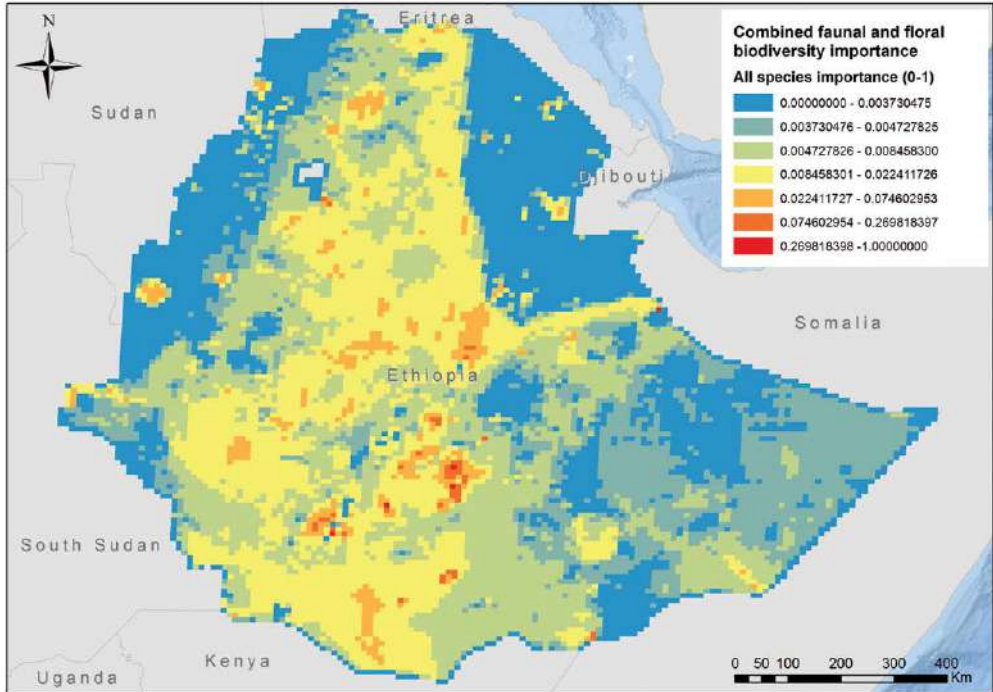 N
Eritrea
Sudan
Djibouti
Somalia
Ethiopia
South Sudan
Kenya
Uganda
Combined faunal and floral
biodiversity importance
All species importance (0-1)
0.00000000 - 0.003730475
0.003730476 - 0.004727825
0.004727826 - 0.008458300
0.008458301 - 0.022411726
0.022411727 - 0.074602953
0.074602954 - 0.269818397
0.269818398 -1.00000000
0 50 100 200 300 400
Km